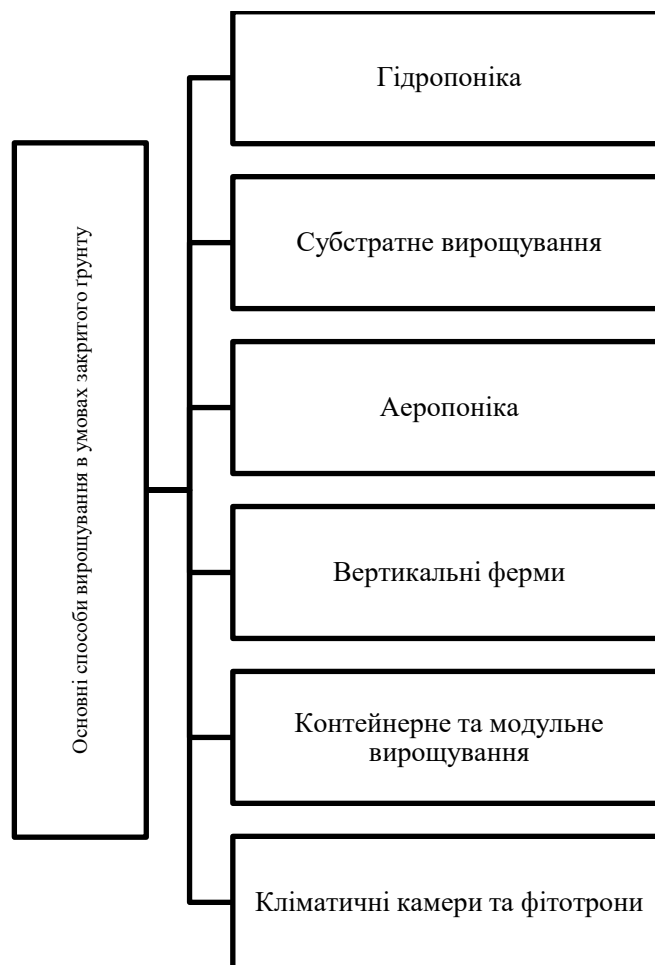 Основні способи вирощування в умовах закритого ґрунту
Гідропоніка
Субстратне вирощування
Аеропоніка
Вертикальні ферми
Контейнерне та модульне
вирощування
Кліматичні камери та фітотрони